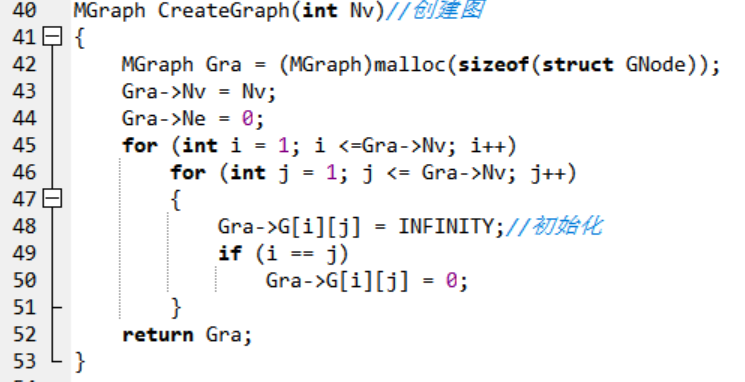 40 MGraph CreateGraph(int Nv)//创建图
41 {
42 MGraph Gra = (MGraph)malloc(sizeof(struct GNode));
43 Gra->Nv = Nv;
44 Gra->Ne = 0;
45 for (int i = 1; i <=Gra->Nv; i++)
46 for (int j = 1; j <= Gra->Nv; j++)
47 {
48 Gra->G[i][j] = INFINITY;//初始化
49 if (i == j)
50 Gra->G[i][j] = 0;
51 }
52 return Gra;
53 }